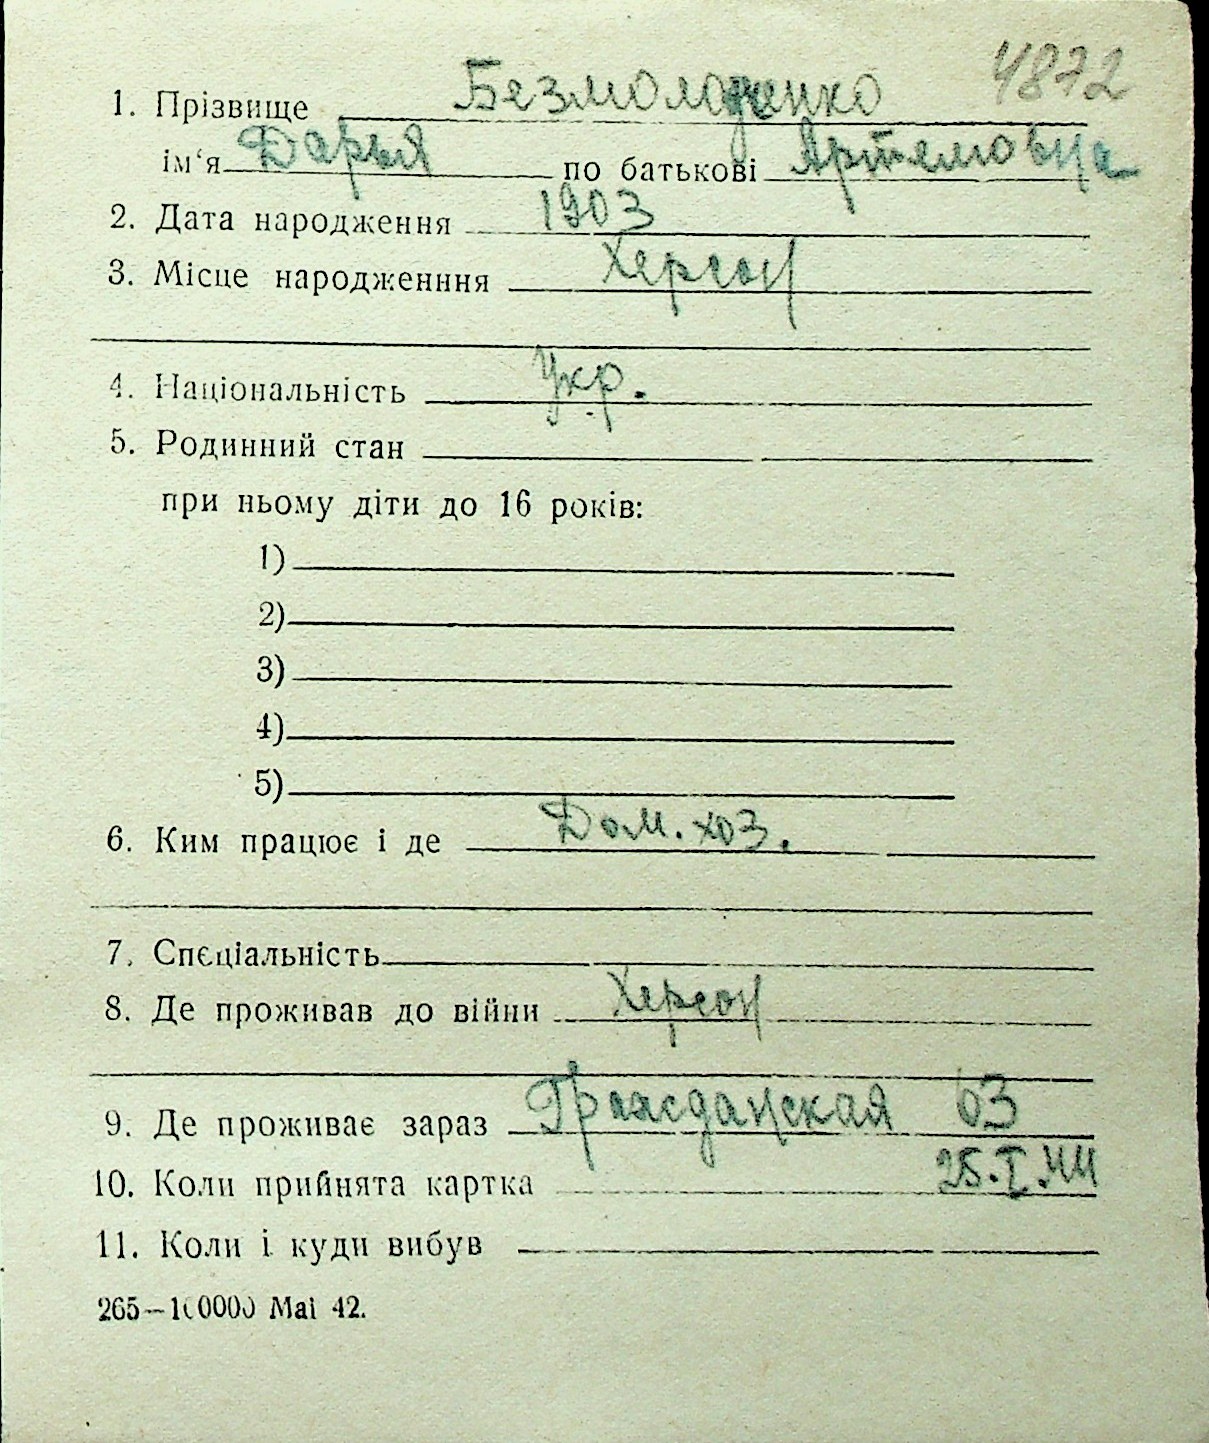 4872
1. Прізвище Безмолоденко
ім'я Дарья по батькові Артемовна
2. Дата народження 1903
3. Місце народженння Херсон
4. Національність Укр.
5. Родинний стан
при ньому діти до 16 років:
1)
2)
3)
4)
5)
6. Ким працює і де Дом. хоз.
7. Спєціальність
8. Де проживав до війни Херсон
9. Де проживає зараз Гражданская 63
10. Коли прийнята картка 25.I.44
11. Коли і куди вибув
265—100000 Mai 42.